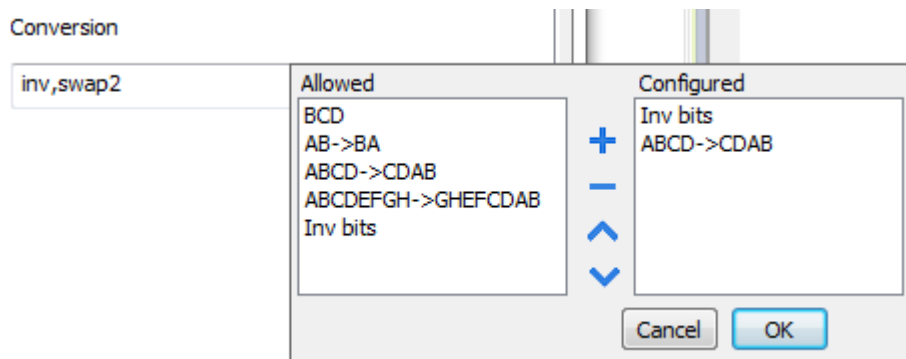 Conversion
inv,swap2
Allowed
BCD
AB->BA
ABCD->CDAB
ABCDEFGH->GHEFCDAB
Inv bits
Configured
Inv bits
ABCD->CDAB
Cancel
OK